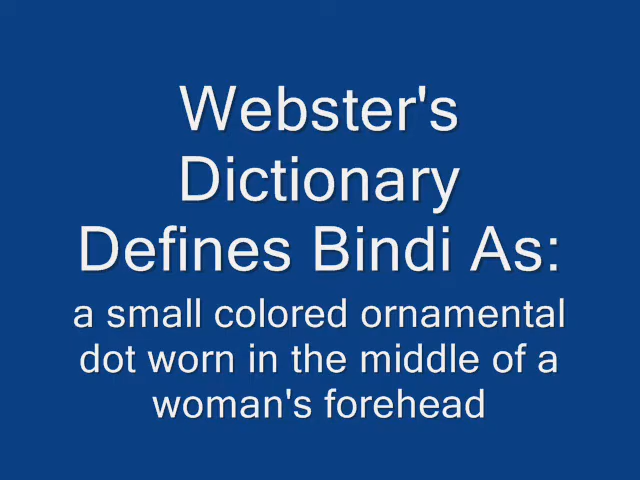 Webster's
Dictionary
Defines Bindi As:
a small colored ornamental
dot worn in the middle of a
woman's forehead